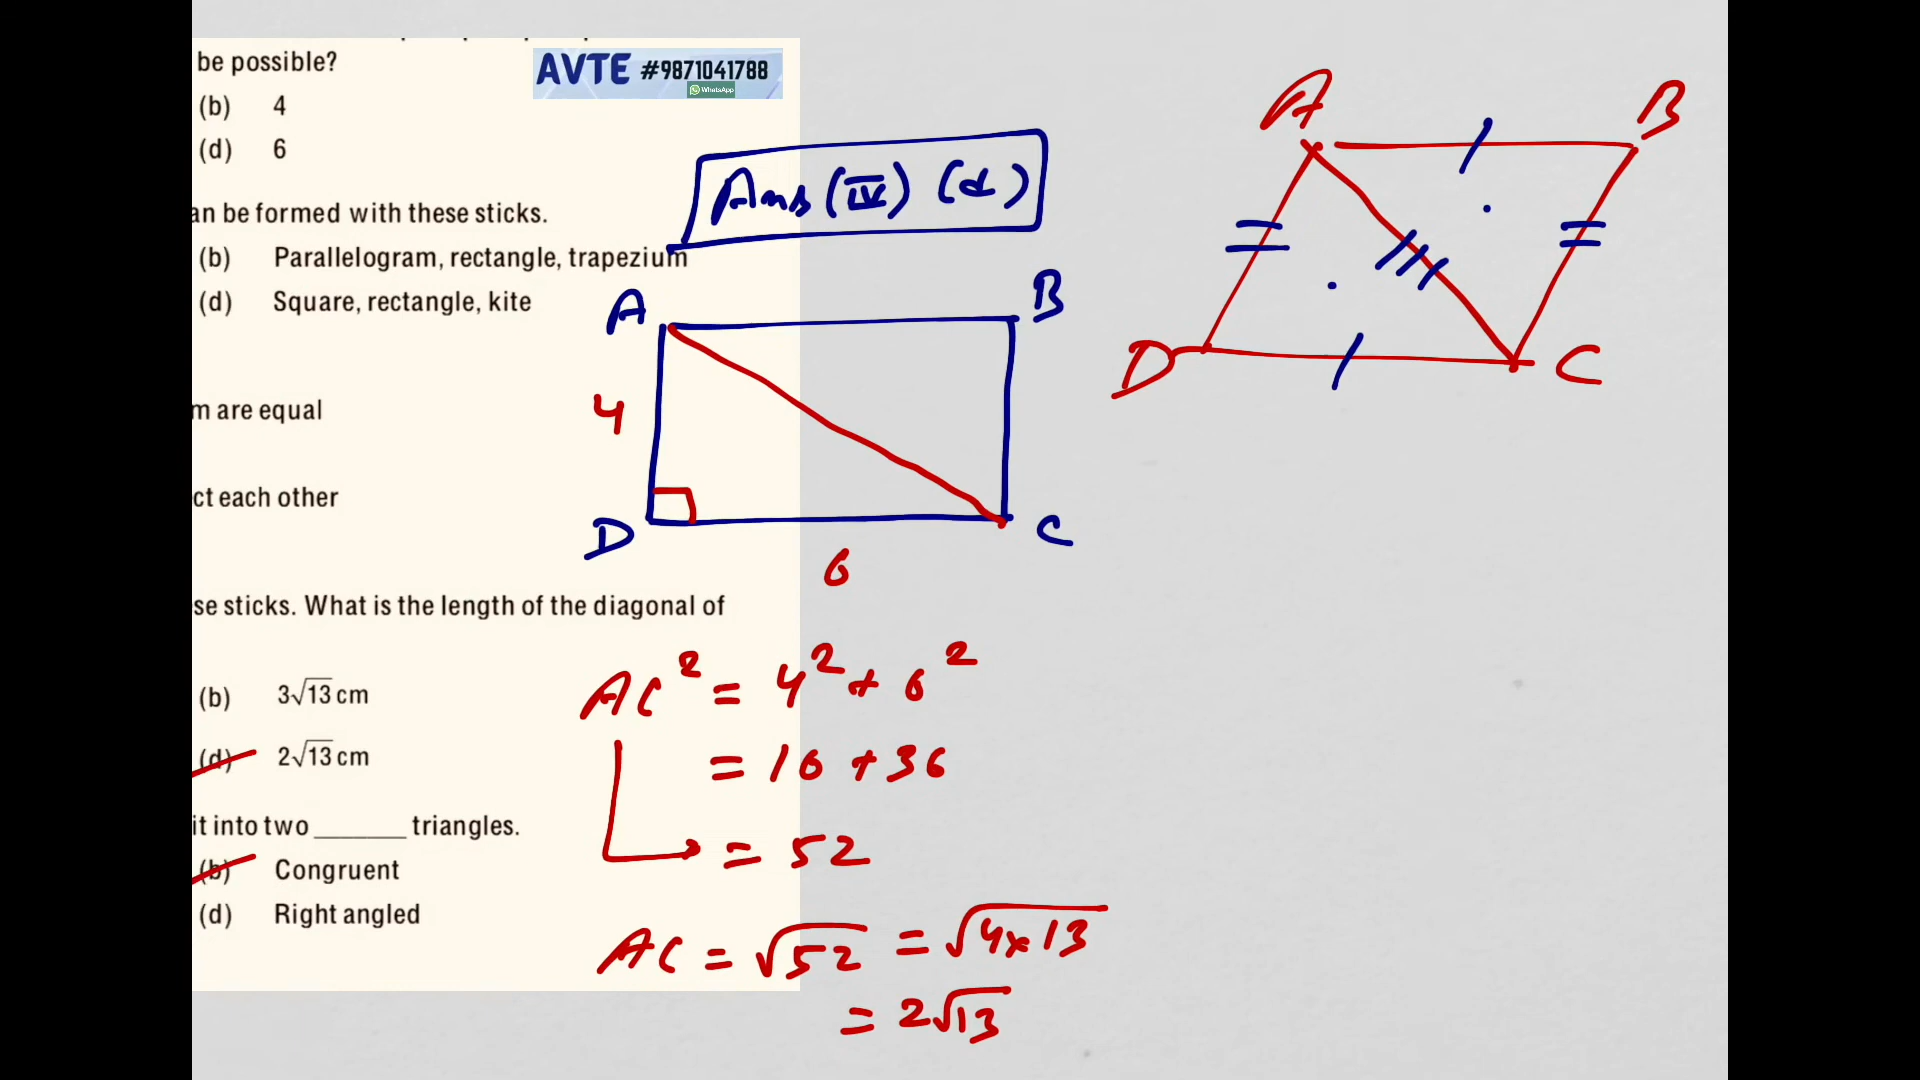 be possible?
AVTE #9871041788
WhatsApp
(b) 4
(d) 6
an be formed with these sticks.
(b) Parallelogram, rectangle, trapezium
(d) Square, rectangle, kite
m are equal
ct each other
se sticks. What is the length of the diagonal of
(b) 3√13 cm
(d) 2√13 cm
it into two _______ triangles.
(b) Congruent
(d) Right angled
Ans (IV) (d)
A B
4
D C
6
AC² = 4² + 6²
= 16 + 36
= 52
AC = √52 = √4×13
= 2√13
A B
D C